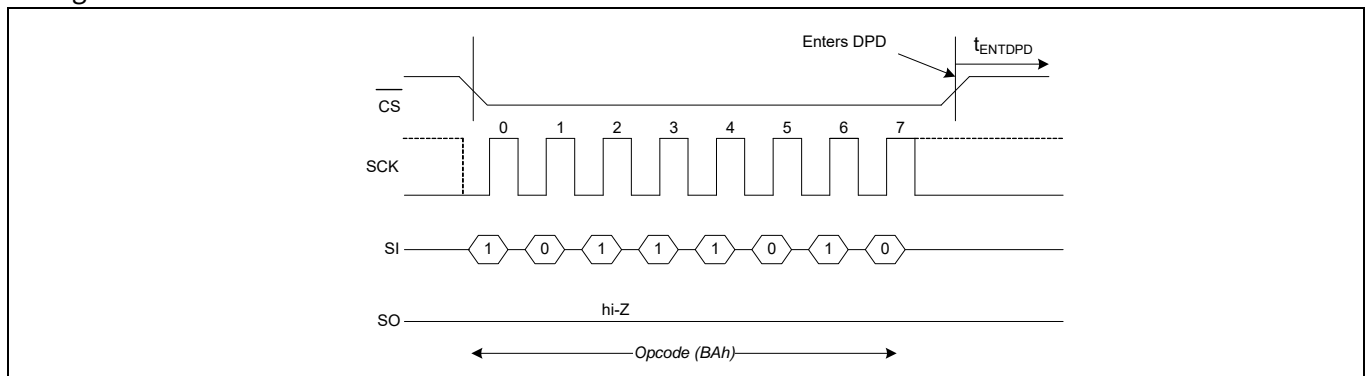 Enters DPD
tENTDPD
CS
0 1 2 3 4 5 6 7
SCK
SI 1 0 1 1 1 0 1 0
hi-Z
SO
Opcode (BAh)